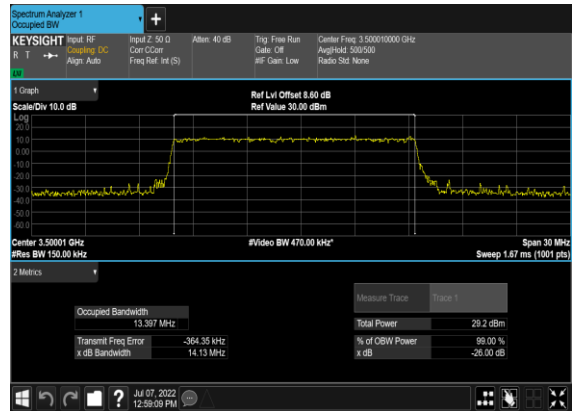 Spectrum Analyzer 1
Occupied BW
+
KEYSIGHT Input: RF Input Z: 50 Ω Atten: 40 dB Trig: Free Run Center Freq: 3.500010000 GHz
R T Coupling: DC Corr CCorr Gate: Off Avg|Hold: 500/500
Align: Auto Freq Ref: Int (S) #IF Gain: Low Radio Std: None
1 Graph
Ref Lvl Offset 8.60 dB
Scale/Div 10.0 dB Ref Value 30.00 dBm
Log
20.0
10.0
0.00
-10.0
-20.0
-30.0
-40.0
-50.0
-60.0
Center 3.50001 GHz #Video BW 470.00 kHz* Span 30 MHz
#Res BW 150.00 kHz Sweep 1.67 ms (1001 pts)
2 Metrics
Measure Trace Trace 1
Occupied Bandwidth
13.397 MHz
Total Power 29.2 dBm
Transmit Freq Error -364.35 kHz % of OBW Power 99.00 %
x dB Bandwidth 14.13 MHz x dB -26.00 dB
? Jul 07, 2022
12:59:09 PM